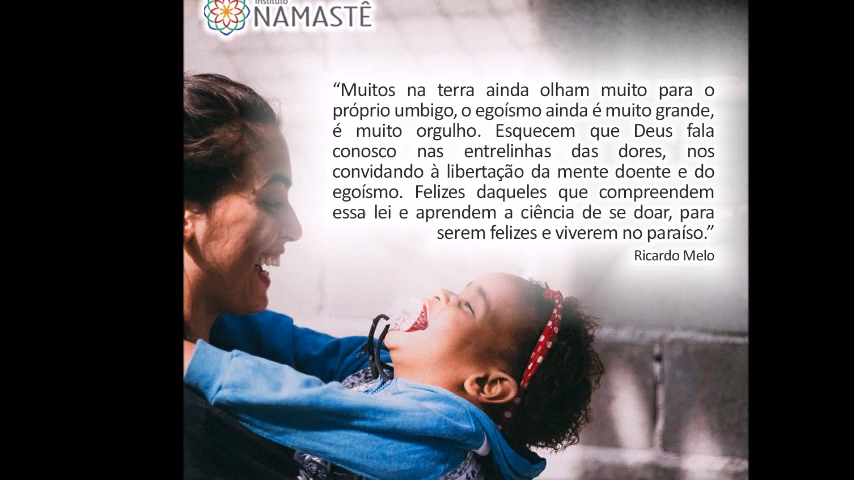 Instituto
NAMASTÊ
“Muitos na terra ainda olham muito para o
próprio umbigo, o egoísmo ainda é muito grande,
é muito orgulho. Esquecem que Deus fala
conosco nas entrelinhas das dores, nos
convidando à libertação da mente doente e do
egoísmo. Felizes daqueles que compreendem
essa lei e aprendem a ciência de se doar, para
serem felizes e viverem no paraíso.”
Ricardo Melo